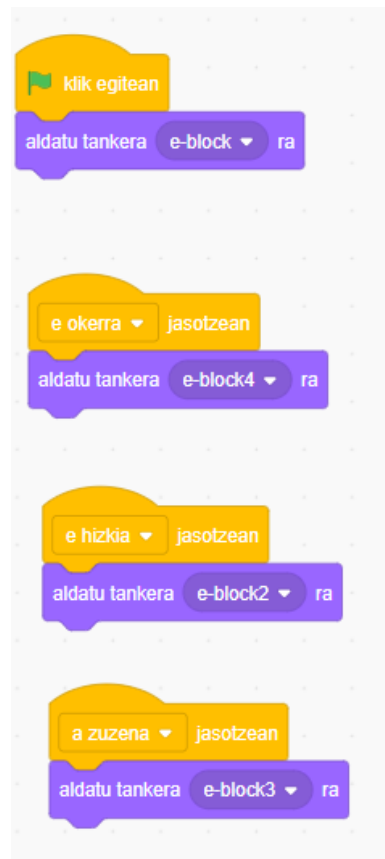 klik egitean
aldatu tankera e-block ra
e okerra jasotzean
aldatu tankera e-block4 ra
e hizkia jasotzean
aldatu tankera e-block2 ra
a zuzena jasotzean
aldatu tankera e-block3 ra